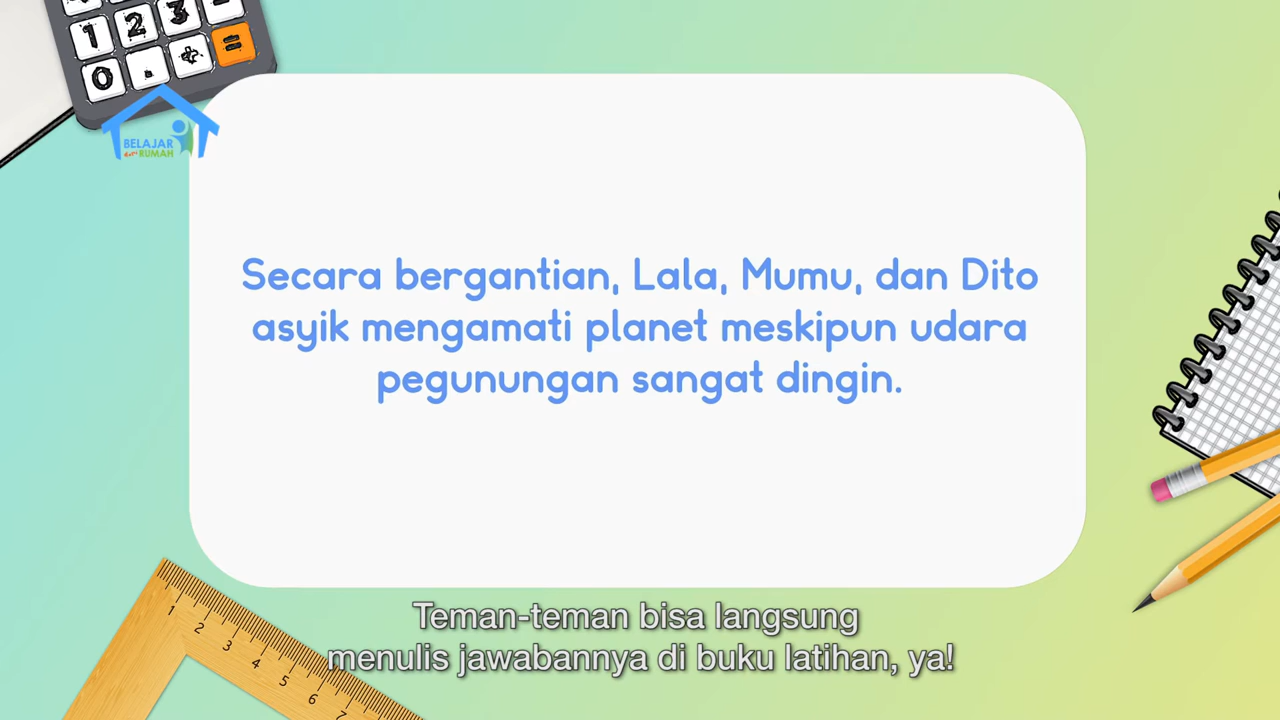 1 2 3 -
0 . ÷ =
BELAJAR
dari RUMAH
Secara bergantian, Lala, Mumu, dan Dito
asyik mengamati planet meskipun udara
pegunungan sangat dingin.
1 2 3 4 5 6 7
Teman-teman bisa langsung
menulis jawabannya di buku latihan, ya!